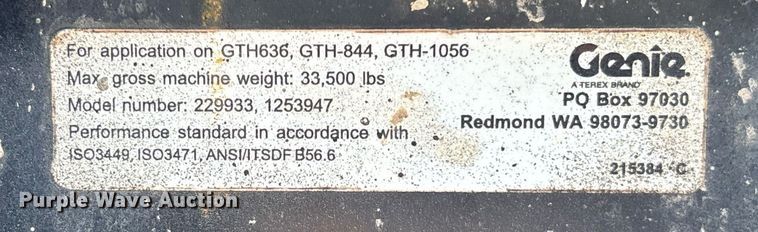 For application on GTH636, GTH-844, GTH-1056
Max gross machine weight: 33,500 lbs
Model number: 229933, 1253947
Performance standard in accordance with
ISO3449, ISO3471, ANSI/ITSDF B56.6
Genie
A TEREX BRAND
PO Box 97030
Redmond WA 98073-9730
215384 C
Purple Wave Auction